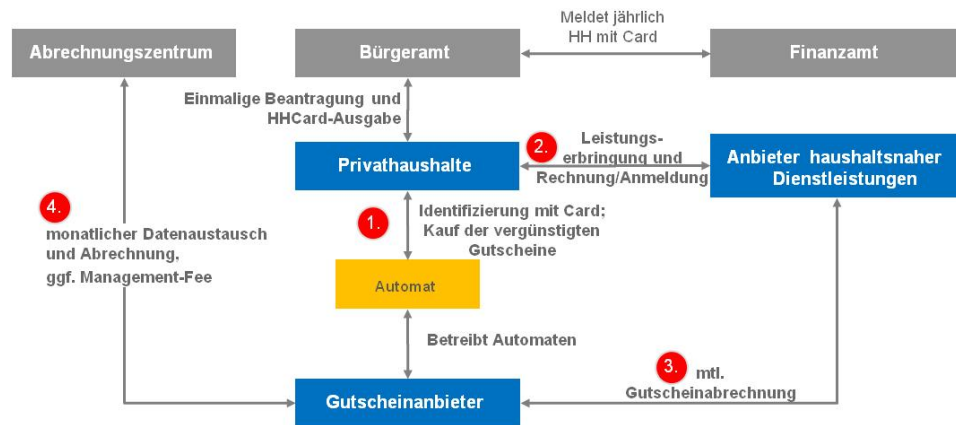 Meldet jährlich
HH mit Card
Abrechnungszentrum
Bürgeramt
Finanzamt
Einmalige Beantragung und
HHCard-Ausgabe
Privathaushalte
2.
Leistungs-
erbringung und
Rechnung/Anmeldung
Anbieter haushaltsnaher
Dienstleistungen
4.
monatlicher Datenaustausch
und Abrechnung,
ggf. Management-Fee
1.
Identifizierung mit Card;
Kauf der vergünstigten
Gutscheine
Automat
Betreibt Automaten
3.
mtl.
Gutscheinabrechnung
Gutscheinanbieter